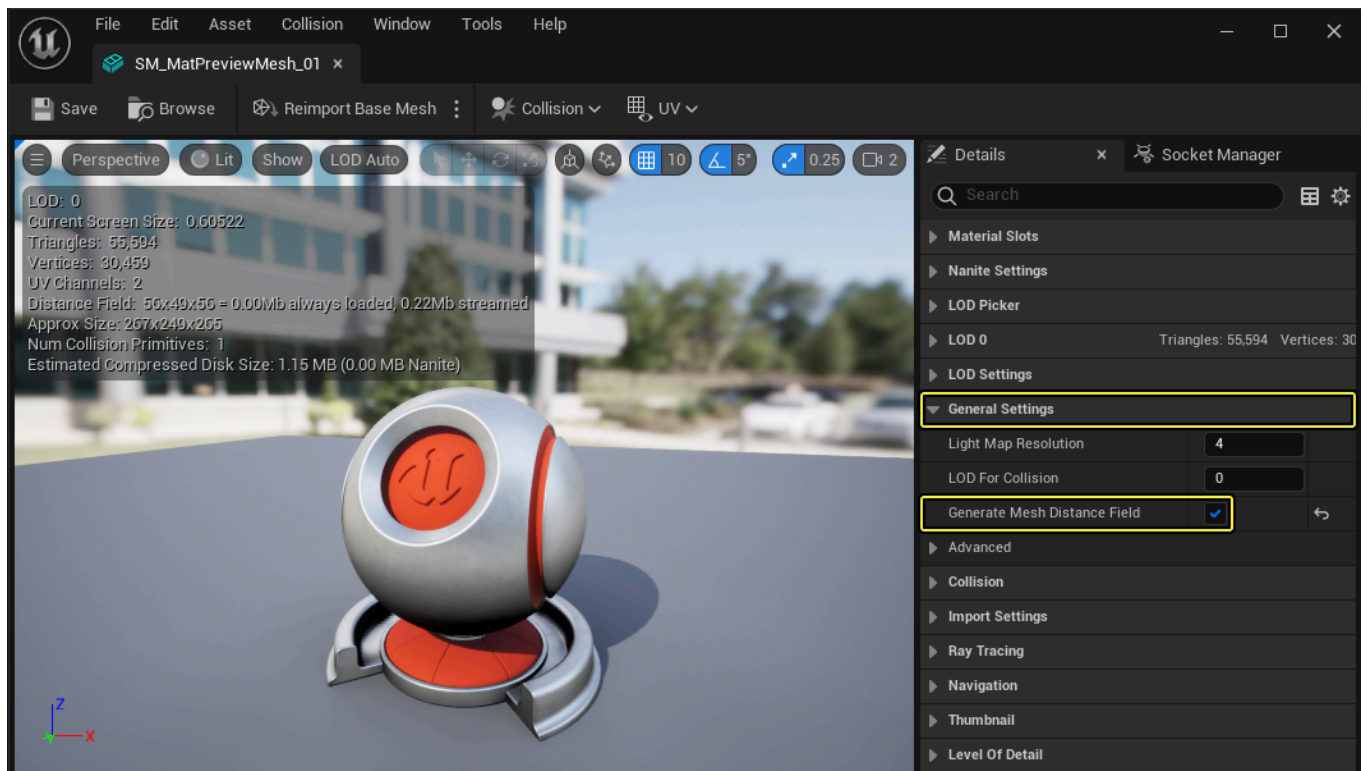 File Edit Asset Collision Window Tools Help
SM_MatPreviewMesh_01
Save Browse Reimport Base Mesh Collision UV
Perspective Lit Show LOD Auto 10 5° 0.25 2
LOD: 0
Current Screen Size: 0.60522
Triangles: 55,594
Vertices: 30,459
UV Channels: 2
Distance Field: 56x49x56 = 0.00Mb always loaded, 0.22Mb streamed
Approx Size: 267x249x265
Num Collision Primitives: 1
Estimated Compressed Disk Size: 1.15 MB (0.00 MB Nanite)
Z
X
Details Socket Manager
Search
Material Slots
Nanite Settings
LOD Picker
LOD 0 Triangles: 55,594 Vertices: 30
LOD Settings
General Settings
Light Map Resolution 4
LOD For Collision 0
Generate Mesh Distance Field
Advanced
Collision
Import Settings
Ray Tracing
Navigation
Thumbnail
Level Of Detail